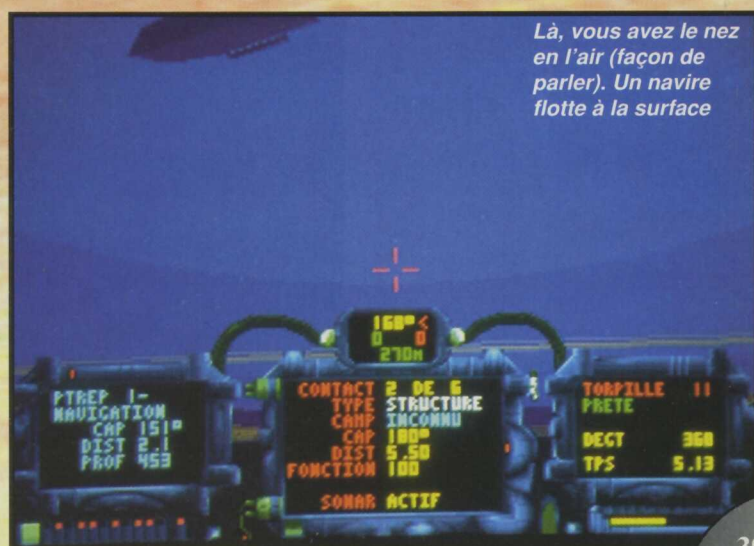 Là, vous avez le nez
en l'air (façon de
parler). Un navire
flotte à la surface
168° <
0 0
270M
PTREP 1-
NAVIGATION
CAP 151°
DIST 2.1
PROF 453
CONTACT 2 DE 6
TYPE STRUCTURE
CAMP INCONNU
CAP 180°
DIST 5.50
FONCTION 100
SONAR ACTIF
TORPILLE 11
PRETE
DEGT 360
TPS 5.13